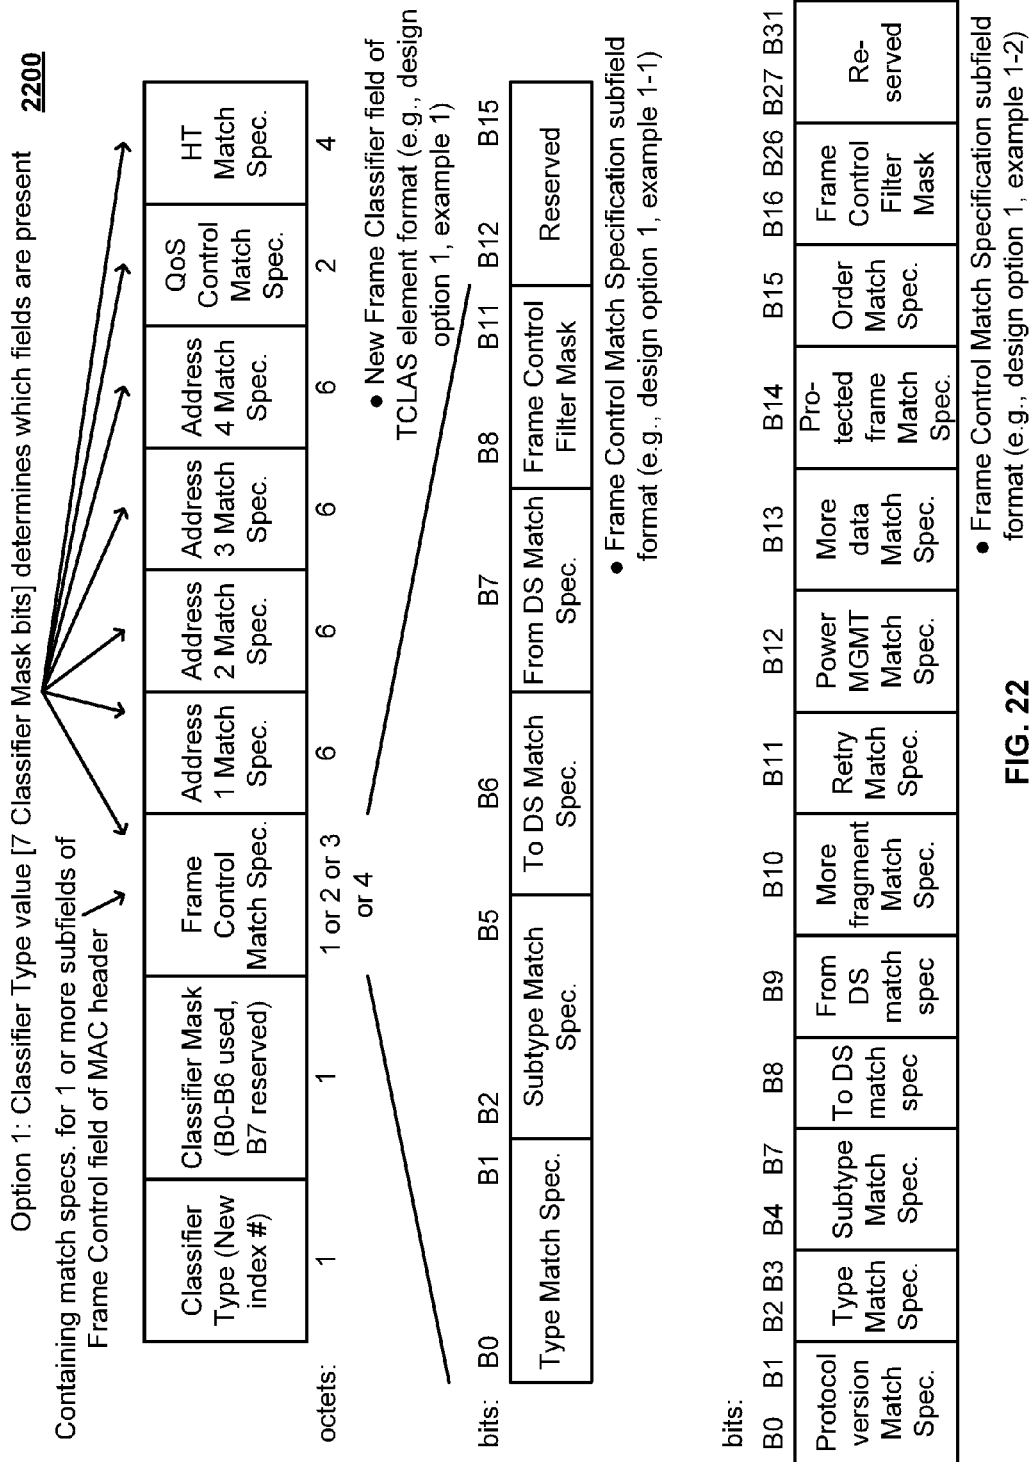 Option 1: Classifier Type value [7 Classifier Mask bits] determines which fields are present
2200
Containing match specs. for 1 or more subfields of
Frame Control field of MAC header
Classifier
Type (New
index #)
Classifier Mask
(B0-B6 used,
B7 reserved)
Frame
Control
Match Spec.
Address
1 Match
Spec.
Address
2 Match
Spec.
Address
3 Match
Spec.
Address
4 Match
Spec.
QoS
Control
Match
Spec.
HT
Match
Spec.
octets:
1
1
1 or 2 or 3
or 4
6
6
6
6
2
4
● New Frame Classifier field of
TCLAS element format (e.g., design
option 1, example 1)
bits:
B0 B1 B2 B5 B6 B7 B8 B11 B12 B15
Type Match Spec.
Subtype Match
Spec.
To DS Match
Spec.
From DS Match
Spec.
Frame Control
Filter Mask
Reserved
● Frame Control Match Specification subfield
format (e.g., design option 1, example 1-1)
bits:
B0 B1 B2 B3 B4 B7 B8 B9 B10 B11 B12 B13 B14 B15 B16 B26 B27 B31
Protocol
version
Match
Spec.
Type
Match
Spec.
Subtype
Match
Spec.
To DS
match
spec
From
DS
match
spec
More
fragment
Match
Spec.
Retry
Match
Spec.
Power
MGMT
Match
Spec.
More
data
Match
Spec.
Pro-
tected
frame
Match
Spec.
Order
Match
Spec.
Frame
Control
Filter
Mask
Re-
served
● Frame Control Match Specification subfield
format (e.g., design option 1, example 1-2)
FIG. 22